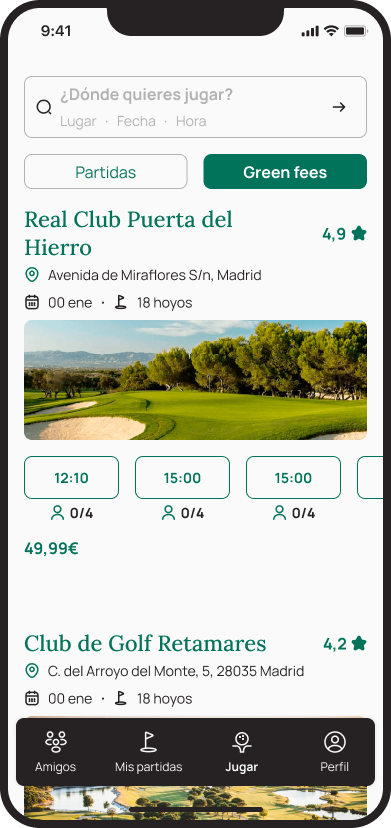 9:41
¿Dónde quieres jugar?
Lugar · Fecha · Hora
Partidas Green fees
Real Club Puerta del
Hierro
4,9
Avenida de Miraflores S/n, Madrid
00 ene · 18 hoyos
12:10 15:00 15:00
0/4 0/4 0/4
49,99€
Club de Golf Retamares 4,2
C. del Arroyo del Monte, 5, 28035 Madrid
00 ene · 18 hoyos
Amigos Mis partidas Jugar Perfil